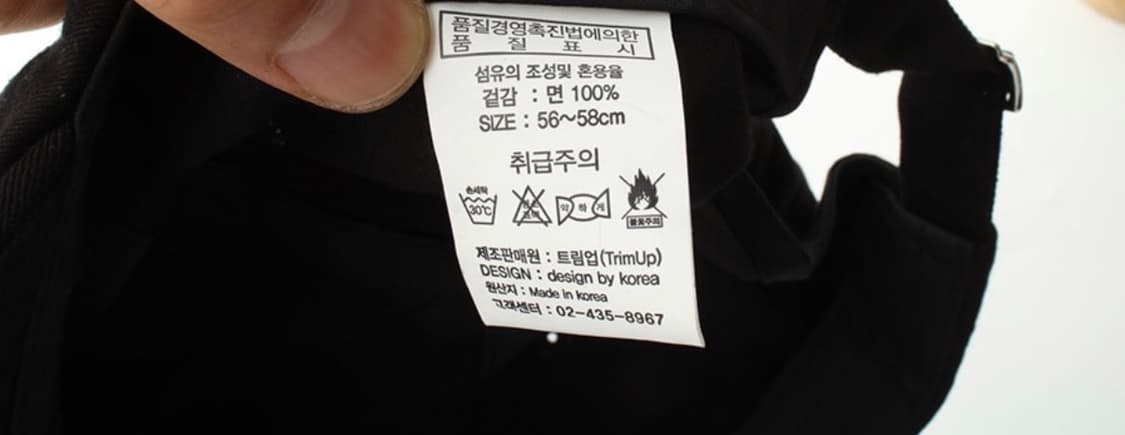 품질경영촉진법에의한
품 질 표 시
섬유의 조성및 혼용율
겉감 : 면 100%
SIZE : 56~58cm
취급주의
손세탁
30℃
약하게
불꽃주의
제조판매원 : 트림업(TrimUp)
DESIGN : design by korea
원산지 : Made in korea
고객센터 : 02-435-8967